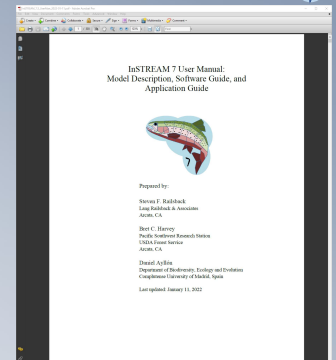 InSTREAM 7 User Manual:
Model Description, Software Guide, and
Application Guide
7
Prepared by:
Steven F. Railsback
Lang Railsback & Associates
Arcata, CA
Bret C. Harvey
Pacific Southwest Research Station
USDA Forest Service
Arcata, CA
Daniel Ayllón
Department of Biodiversity, Ecology and Evolution
Complutense University of Madrid, Spain
Last updated: January 11, 2022